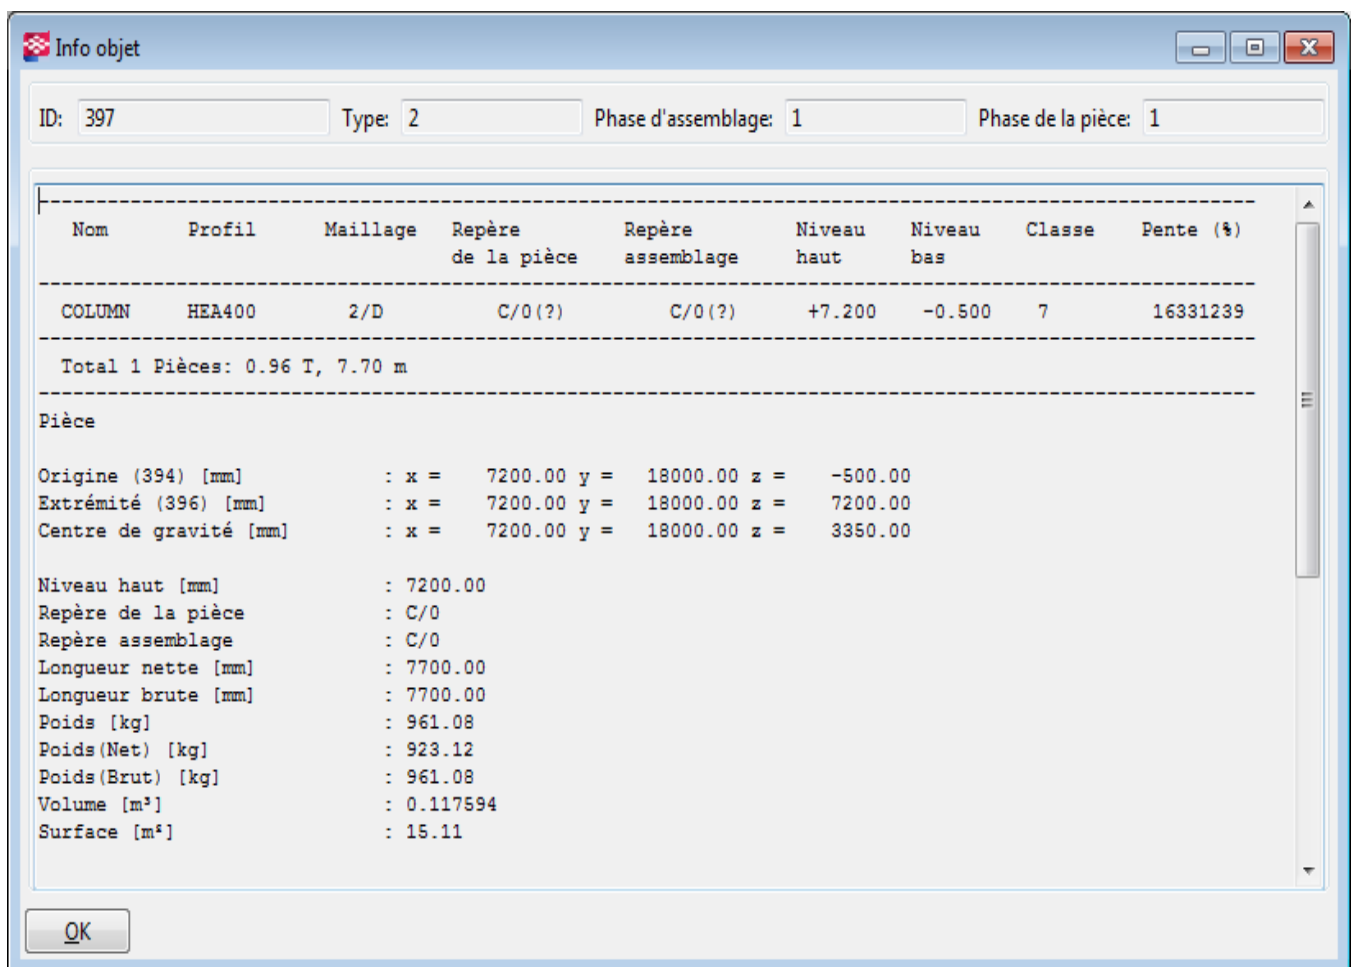 Info objet
ID: 397 Type: 2 Phase d'assemblage: 1 Phase de la pièce: 1
Nom Profil Maillage Repère Repère Niveau Niveau Classe Pente (%)
de la pièce assemblage haut bas
COLUMN HEA400 2/D C/0(?) C/0(?) +7.200 -0.500 7 16331239
Total 1 Pièces: 0.96 T, 7.70 m
Pièce
Origine (394) [mm] : x = 7200.00 y = 18000.00 z = -500.00
Extrémité (396) [mm] : x = 7200.00 y = 18000.00 z = 7200.00
Centre de gravité [mm] : x = 7200.00 y = 18000.00 z = 3350.00
Niveau haut [mm] : 7200.00
Repère de la pièce : C/0
Repère assemblage : C/0
Longueur nette [mm] : 7700.00
Longueur brute [mm] : 7700.00
Poids [kg] : 961.08
Poids(Net) [kg] : 923.12
Poids(Brut) [kg] : 961.08
Volume [m³] : 0.117594
Surface [m²] : 15.11
OK